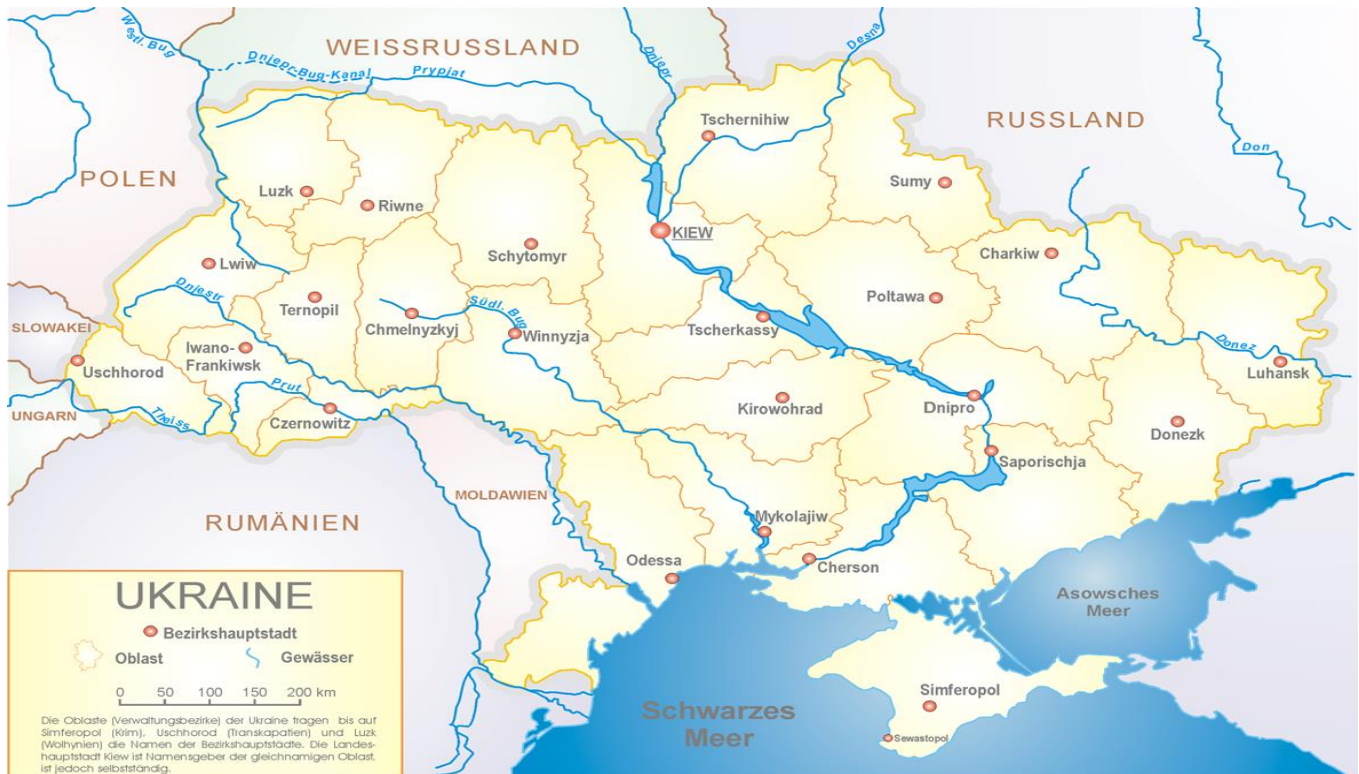 Westl. Bug
WEISSRUSSLAND
Dnjepr-Bug-Kanal
Prypjat
Dniepr
Desna
RUSSLAND
Don
Tschernihiw
POLEN
Luzk
Riwne
Sumy
KIEW
Lwiw
Schytomyr
Charkiw
Dniestr
Ternopil
Chmelnyzkyj
Südl. Bug
Winnyzja
Tscherkassy
Poltawa
SLOWAKEI
Iwano-
Frankiwsk
Uschhorod
Donez
Luhansk
Prut
UNGARN
Theiss
Czernowitz
Kirowohrad
Dnipro
Donezk
Saporischja
MOLDAWIEN
RUMÄNIEN
Mykolajiw
Odessa
Cherson
Asowsches
Meer
Simferopol
Schwarzes
Meer
Sewastopol
UKRAINE
Bezirkshauptstadt
Oblast
Gewässer
0 50 100 150 200 km
Die Oblaste (Verwaltungsbezirke) der Ukraine tragen bis auf
Simferopol (Krim), Uschhorod (Transkapatien) und Luzk
(Wolhynien) die Namen der Bezirkshauptstädte. Die Landes-
hauptstadt Kiew ist Namensgeber der gleichnamigen Oblast,
ist jedoch selbstständig.